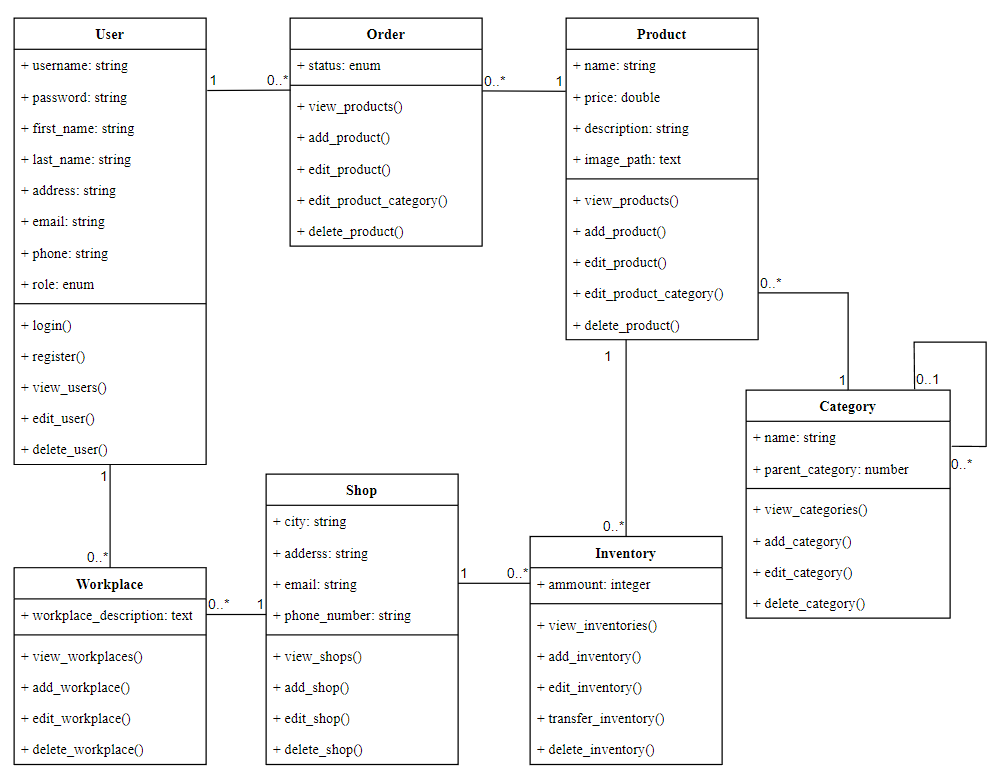 User
+ username: string
+ password: string
+ first_name: string
+ last_name: string
+ address: string
+ email: string
+ phone: string
+ role: enum
+ login()
+ register()
+ view_users()
+ edit_user()
+ delete_user()
1
0..*
Order
+ status: enum
+ view_products()
+ add_product()
+ edit_product()
+ edit_product_category()
+ delete_product()
0..*
1
Product
+ name: string
+ price: double
+ description: string
+ image_path: text
+ view_products()
+ add_product()
+ edit_product()
+ edit_product_category()
+ delete_product()
0..*
1
1
0..*
0..1
0..*
Category
+ name: string
+ parent_category: number
+ view_categories()
+ add_category()
+ edit_category()
+ delete_category()
1
0..*
Workplace
+ workplace_description: text
+ view_workplaces()
+ add_workplace()
+ edit_workplace()
+ delete_workplace()
0..*
1
Shop
+ city: string
+ adderss: string
+ email: string
+ phone_number: string
+ view_shops()
+ add_shop()
+ edit_shop()
+ delete_shop()
1
0..*
Inventory
+ ammount: integer
+ view_inventories()
+ add_inventory()
+ edit_inventory()
+ transfer_inventory()
+ delete_inventory()